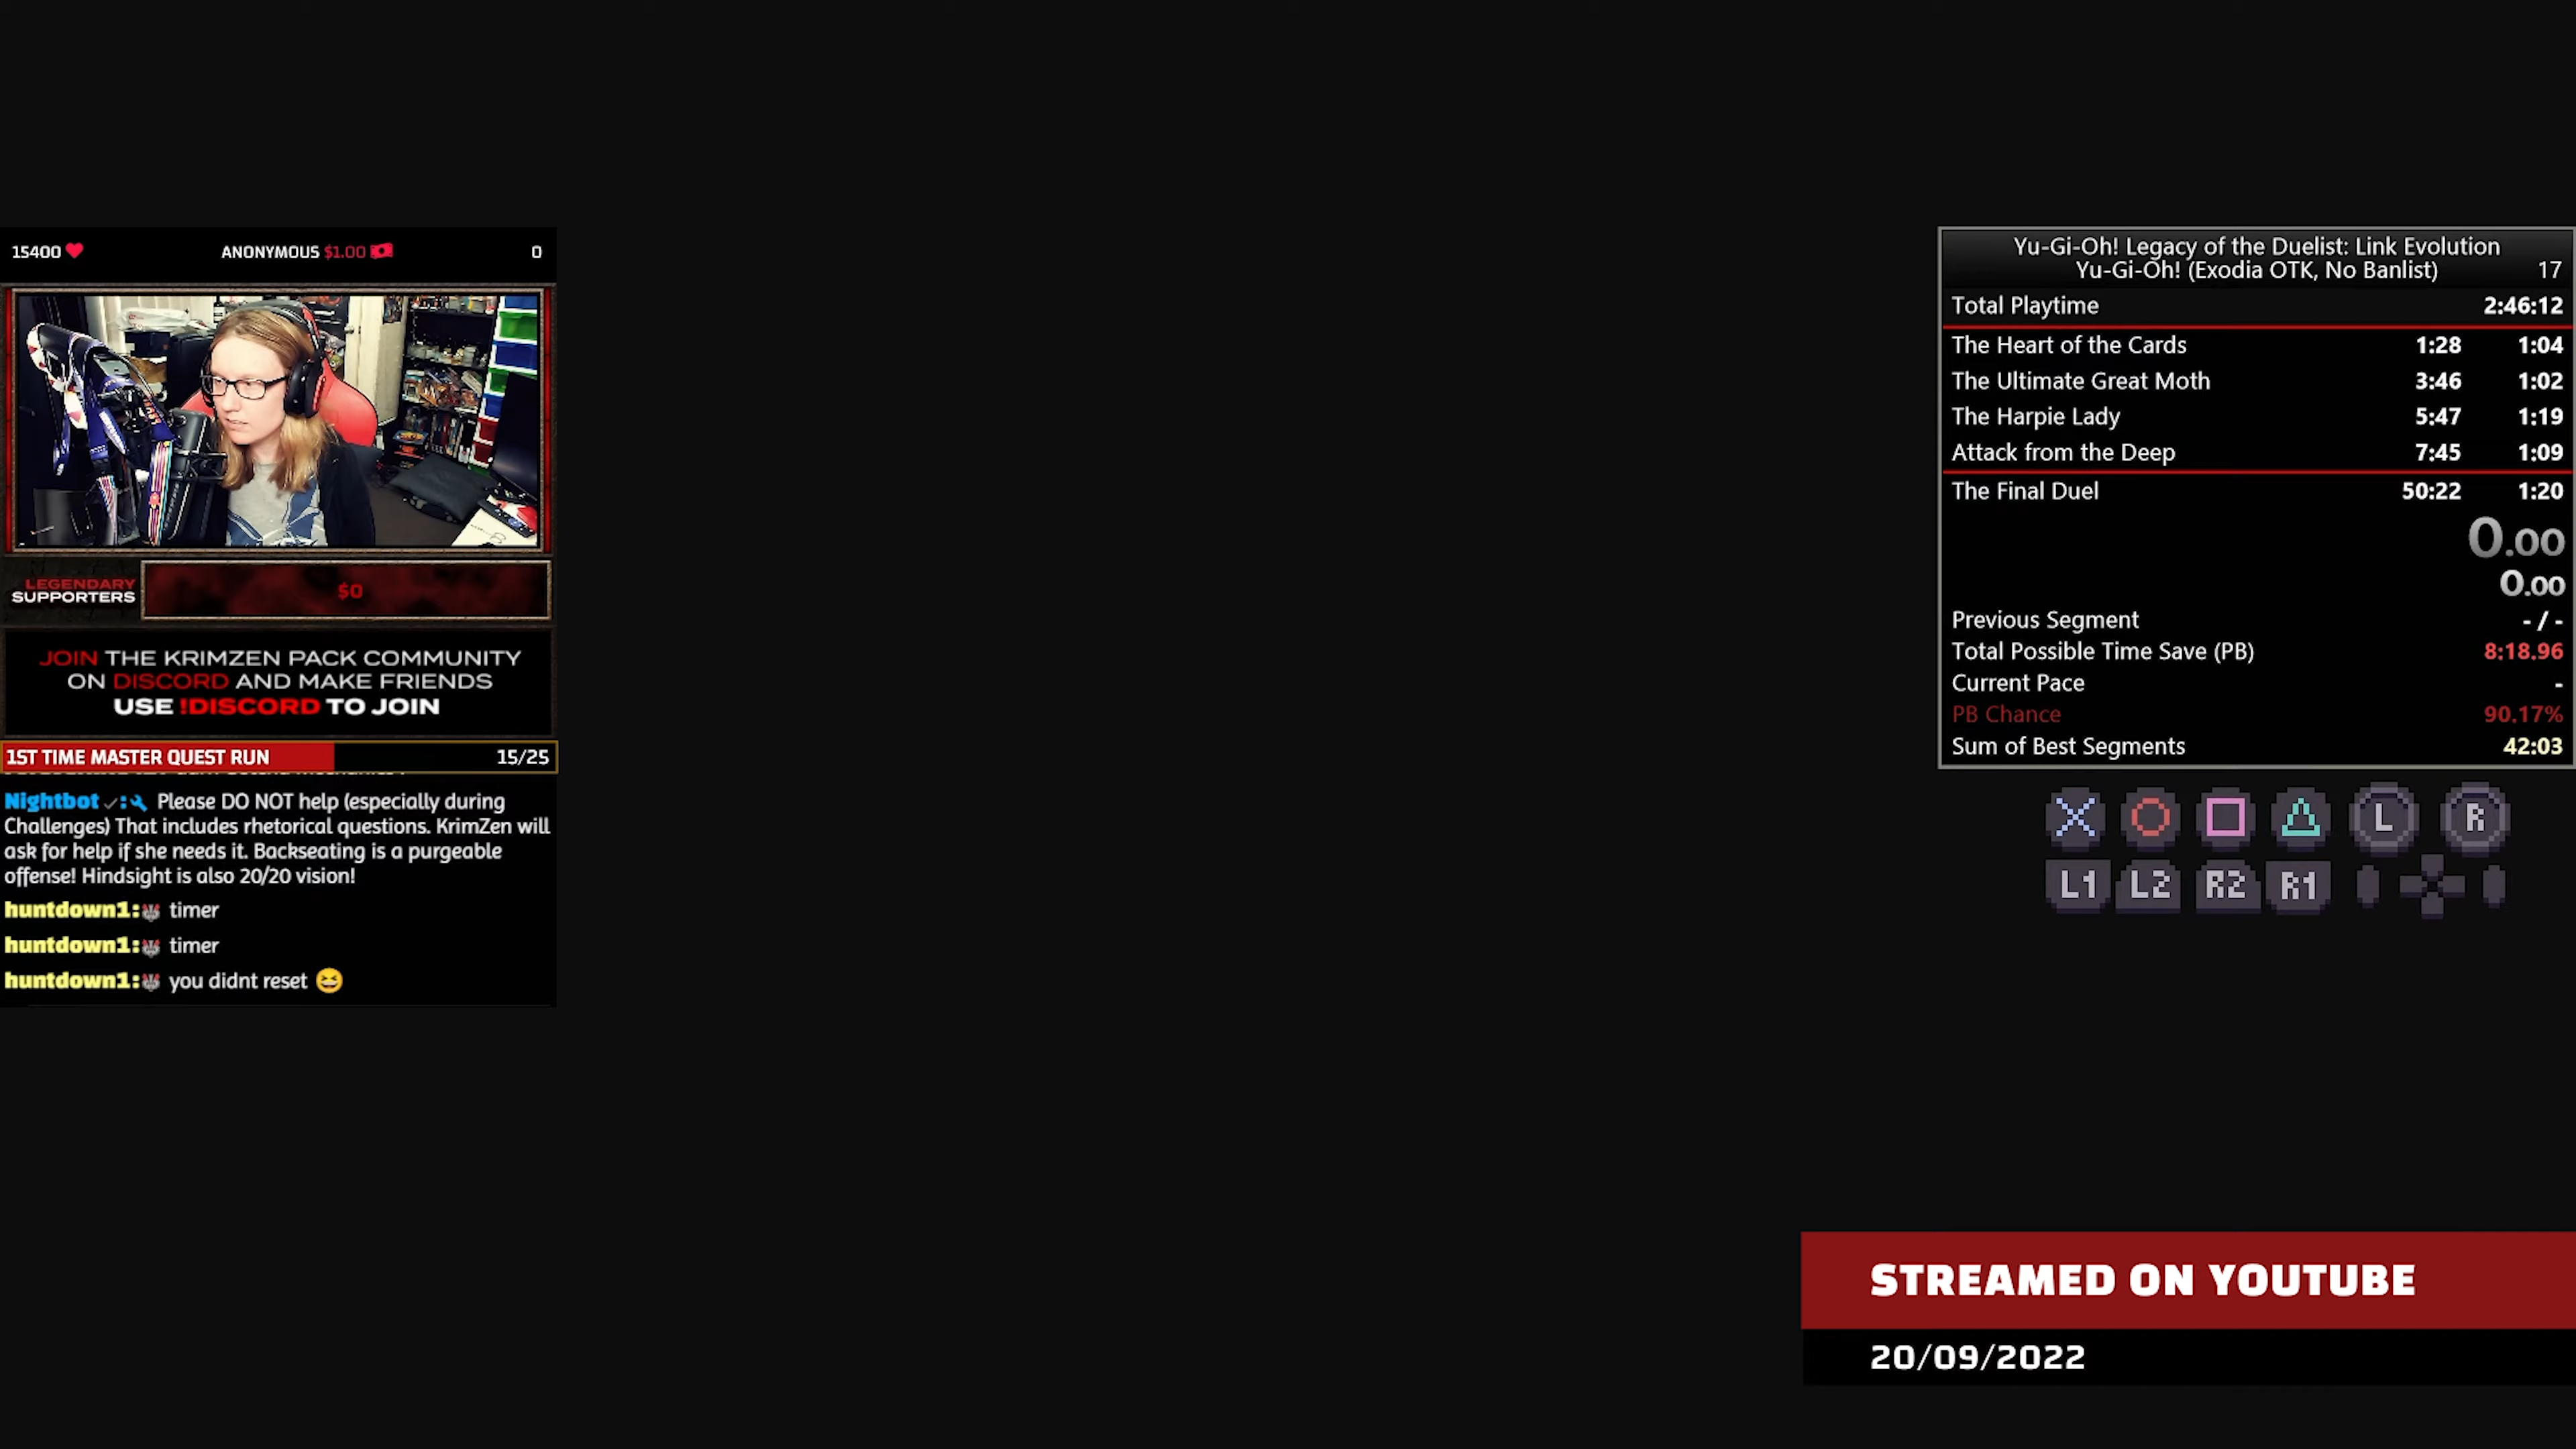 15400 ANONYMOUS $1.00 0
LEGENDARY
SUPPORTERS
$0
JOIN THE KRIMZEN PACK COMMUNITY
ON DISCORD AND MAKE FRIENDS
USE !DISCORD TO JOIN
1ST TIME MASTER QUEST RUN 15/25
Nightbot: Please DO NOT help (especially during
Challenges) That includes rhetorical questions. KrimZen will
ask for help if she needs it. Backseating is a purgeable
offense! Hindsight is also 20/20 vision!
huntdown1: timer
huntdown1: timer
huntdown1: you didnt reset 😆
Yu-Gi-Oh! Legacy of the Duelist: Link Evolution
Yu-Gi-Oh! (Exodia OTK, No Banlist) 17
Total Playtime 2:46:12
The Heart of the Cards 1:28 1:04
The Ultimate Great Moth 3:46 1:02
The Harpie Lady 5:47 1:19
Attack from the Deep 7:45 1:09
The Final Duel 50:22 1:20
0.00
0.00
Previous Segment - / -
Total Possible Time Save (PB) 8:18.96
Current Pace -
PB Chance 90.17%
Sum of Best Segments 42:03
L R
L1 L2 R2 R1
STREAMED ON YOUTUBE
20/09/2022